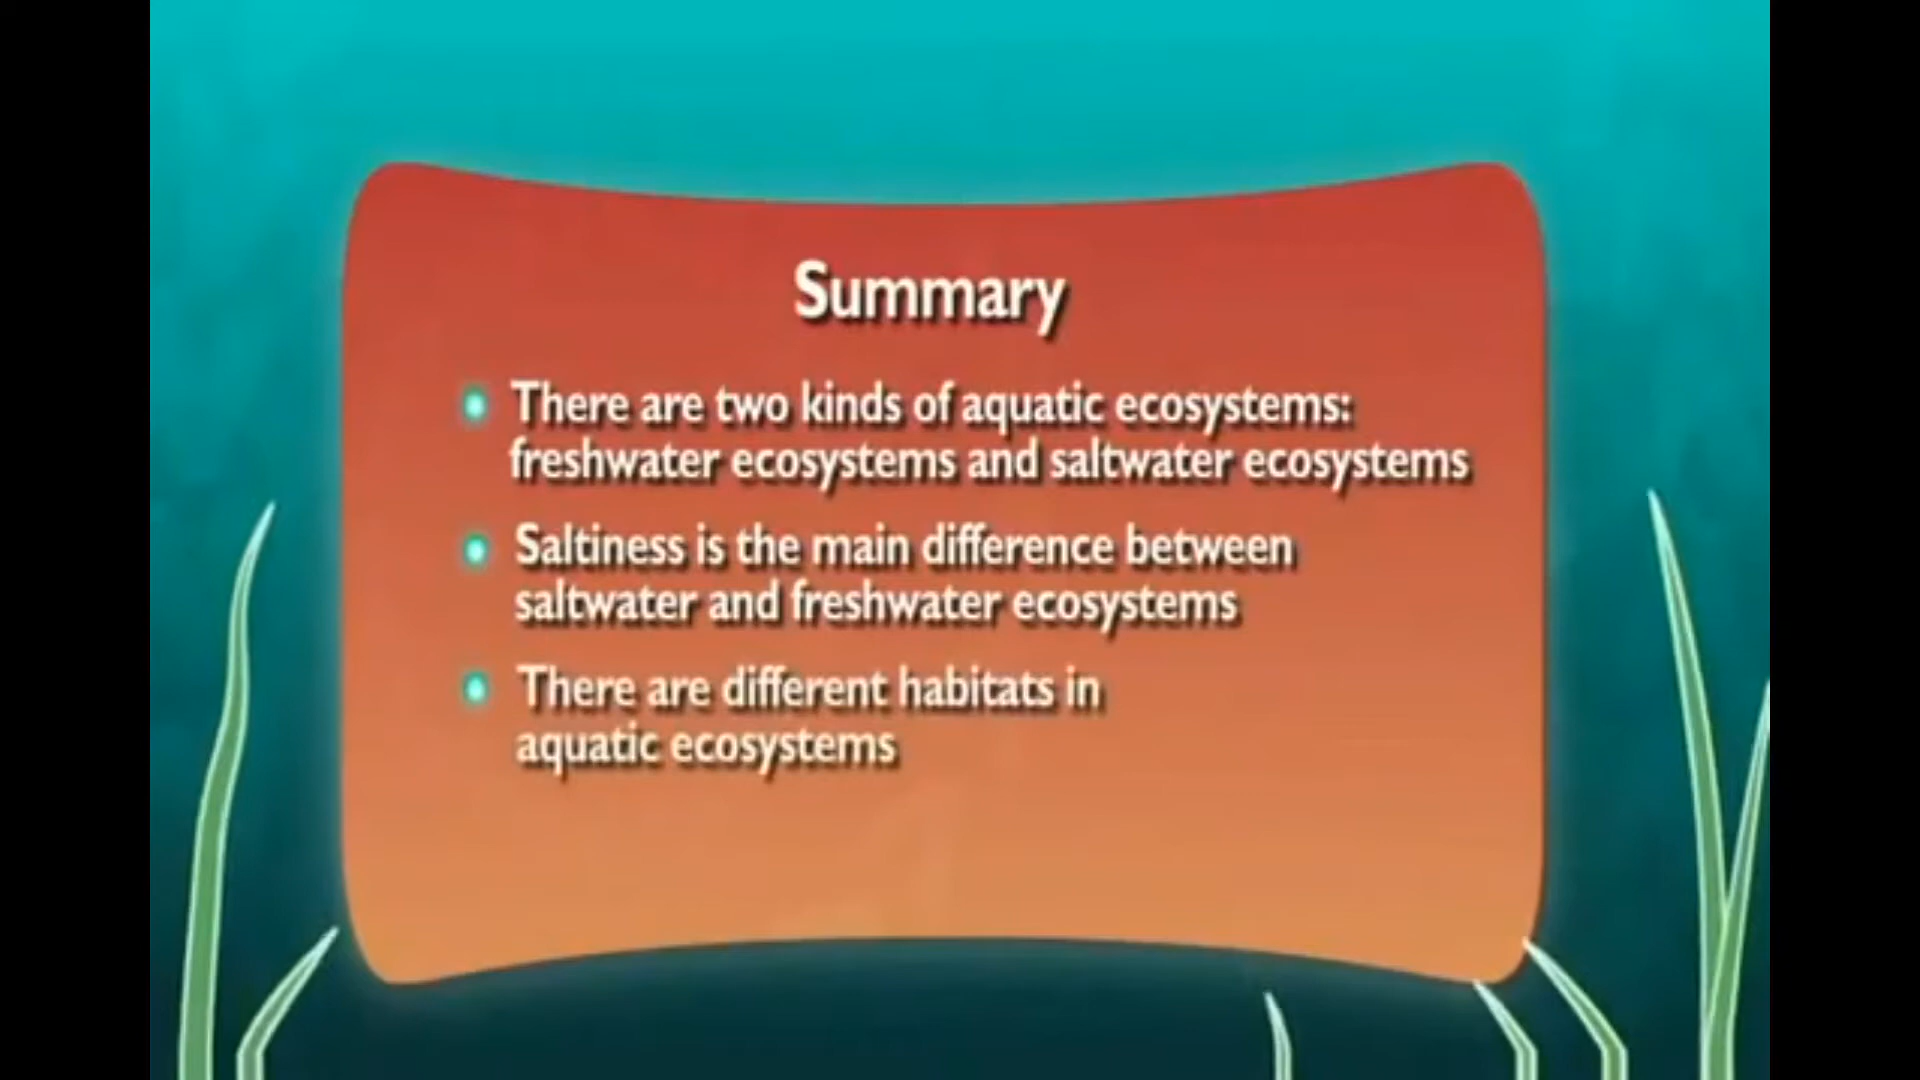 Summary
There are two kinds of aquatic ecosystems:
freshwater ecosystems and saltwater ecosystems
Saltiness is the main difference between
saltwater and freshwater ecosystems
There are different habitats in
aquatic ecosystems